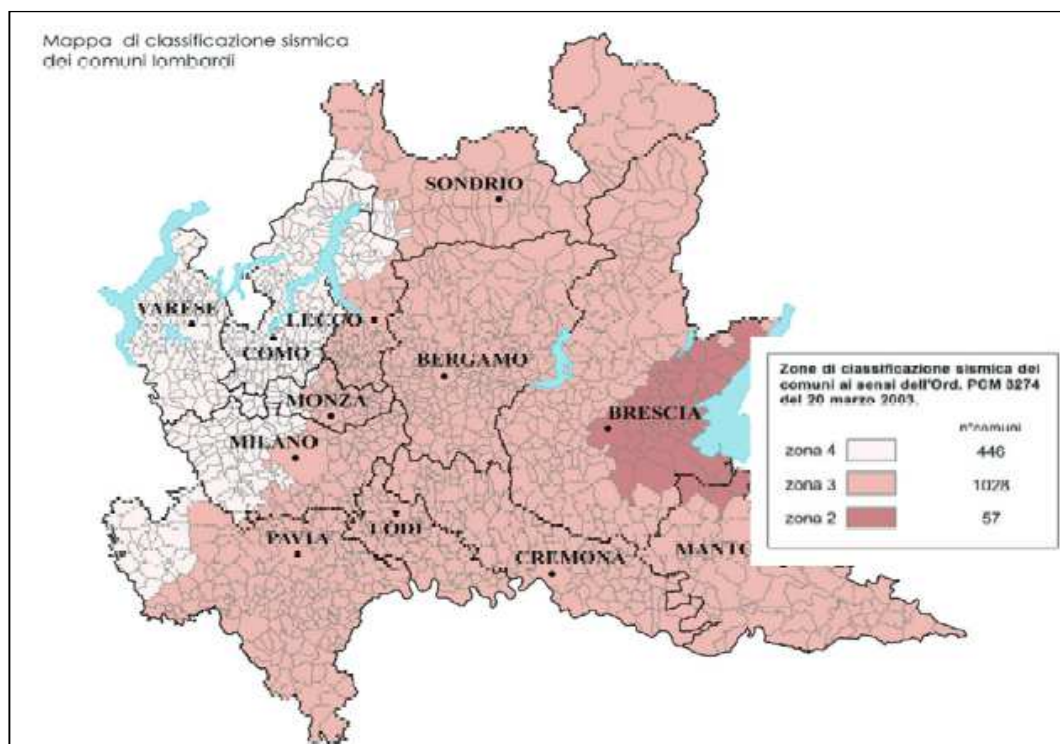 Mappa di classificazione sismica
dei comuni lombardi
SONDRIO
VARESE
LECCO
COMO
BERGAMO
MONZA
BRESCIA
MILANO
LODI
PAVIA
CREMONA
MANTO
Zone di classificazione sismica dei
comuni ai sensi dell'Ord. PCM 3274
del 20 marzo 2003.
n°comuni
zona 4 446
zona 3 1028
zona 2 57